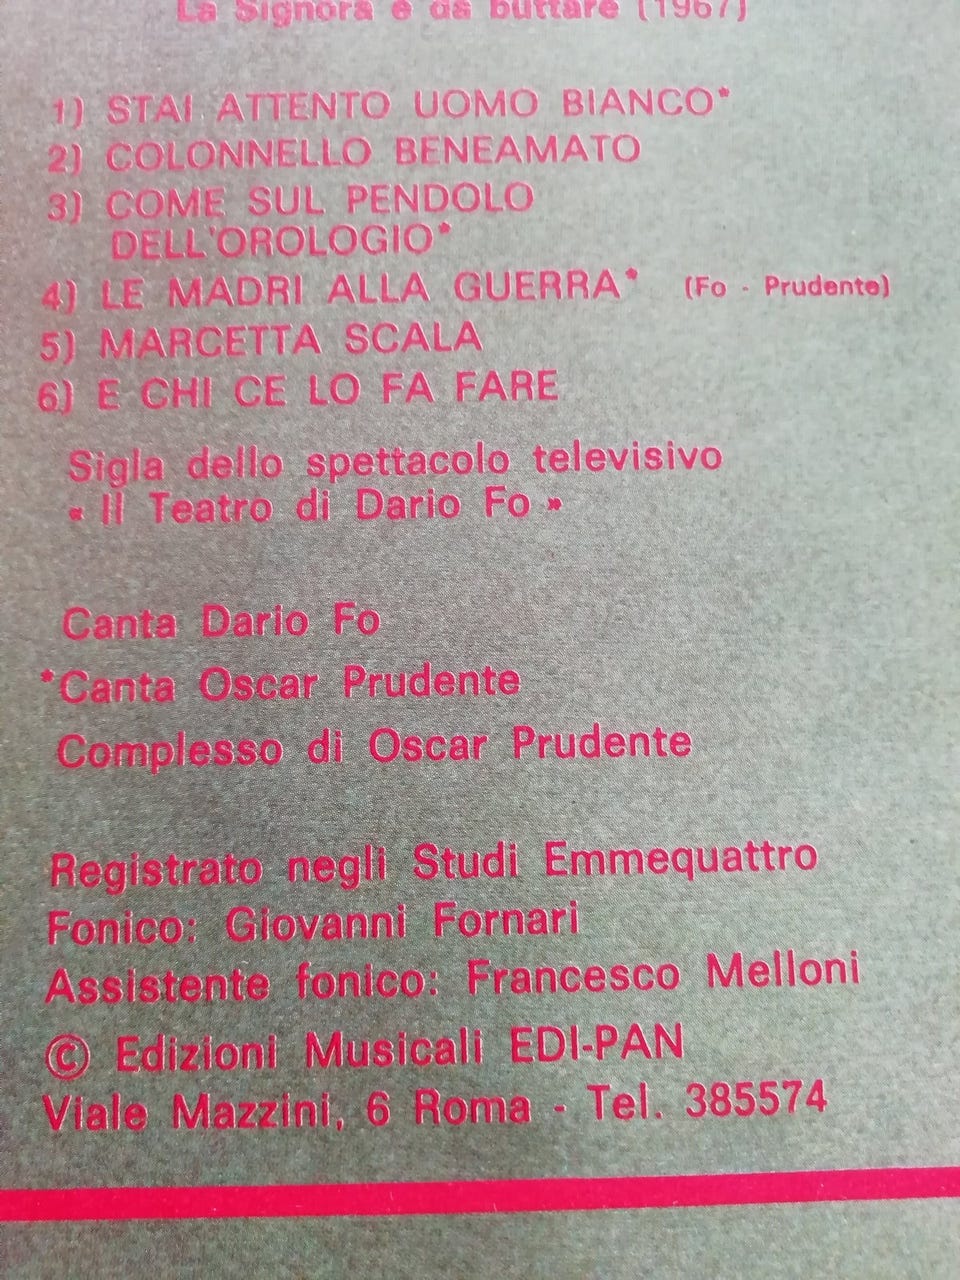 La Signora è da buttare (1967)
1) STAI ATTENTO UOMO BIANCO*
2) COLONNELLO BENEAMATO
3) COME SUL PENDOLO
DELL'OROLOGIO*
4) LE MADRI ALLA GUERRA* (Fo - Prudente)
5) MARCETTA SCALA
6) E CHI CE LO FA FARE
Sigla dello spettacolo televisivo
« Il Teatro di Dario Fo »
Canta Dario Fo
*Canta Oscar Prudente
Complesso di Oscar Prudente
Registrato negli Studi Emmequattro
Fonico: Giovanni Fornari
Assistente fonico: Francesco Melloni
© Edizioni Musicali EDI-PAN
Viale Mazzini, 6 Roma - Tel. 385574